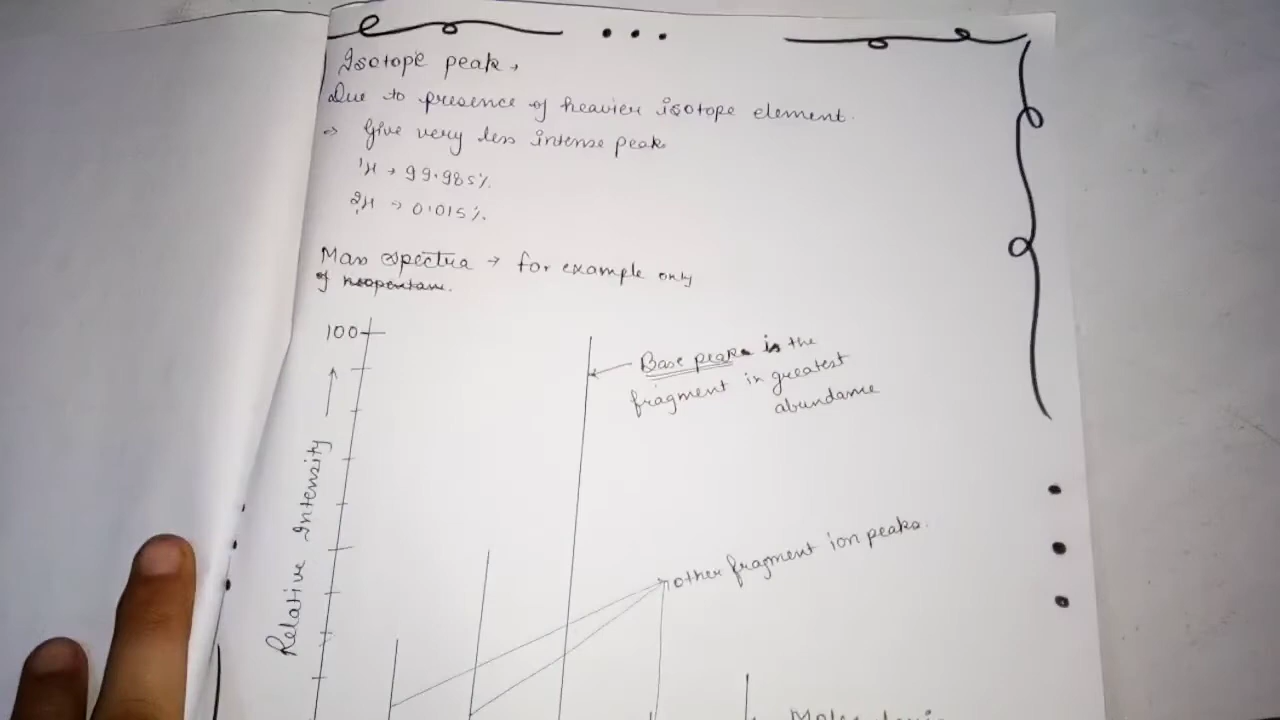 Isotope peak →
Due to presence of heavier isotope element.
⇒ Give very less intense peak
¹H → 99.985%
²H → 0.015%
Mass spectra → for example only
of neopentane.
100
Base peak is the
fragment in greatest
abundance
Relative Intensity →
other fragment ion peaks.